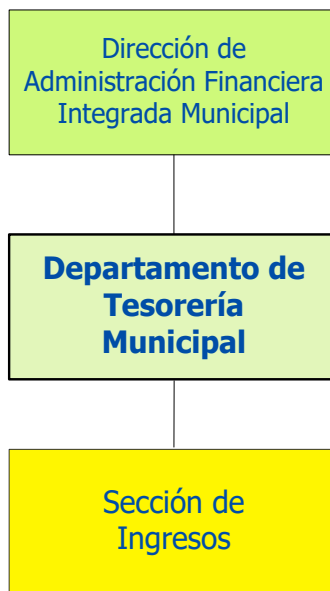 Dirección de
Administración Financiera
Integrada Municipal
Departamento de
Tesorería
Municipal
Sección de
Ingresos